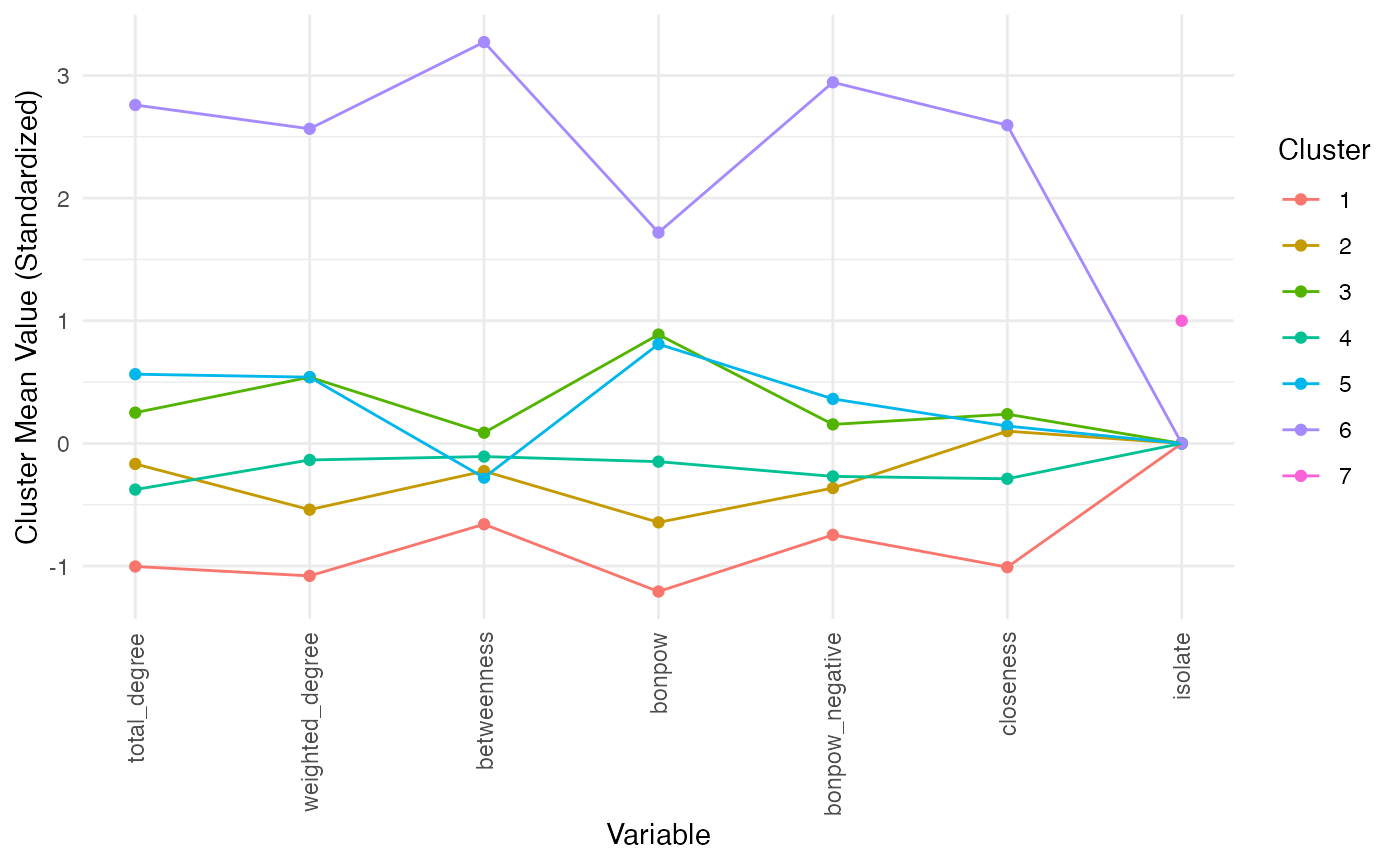 Cluster Mean Value (Standardized)
3
2
1
0
-1
total_degree
weighted_degree
betweenness
bonpow
bonpow_negative
closeness
isolate
Variable
Cluster
1
2
3
4
5
6
7